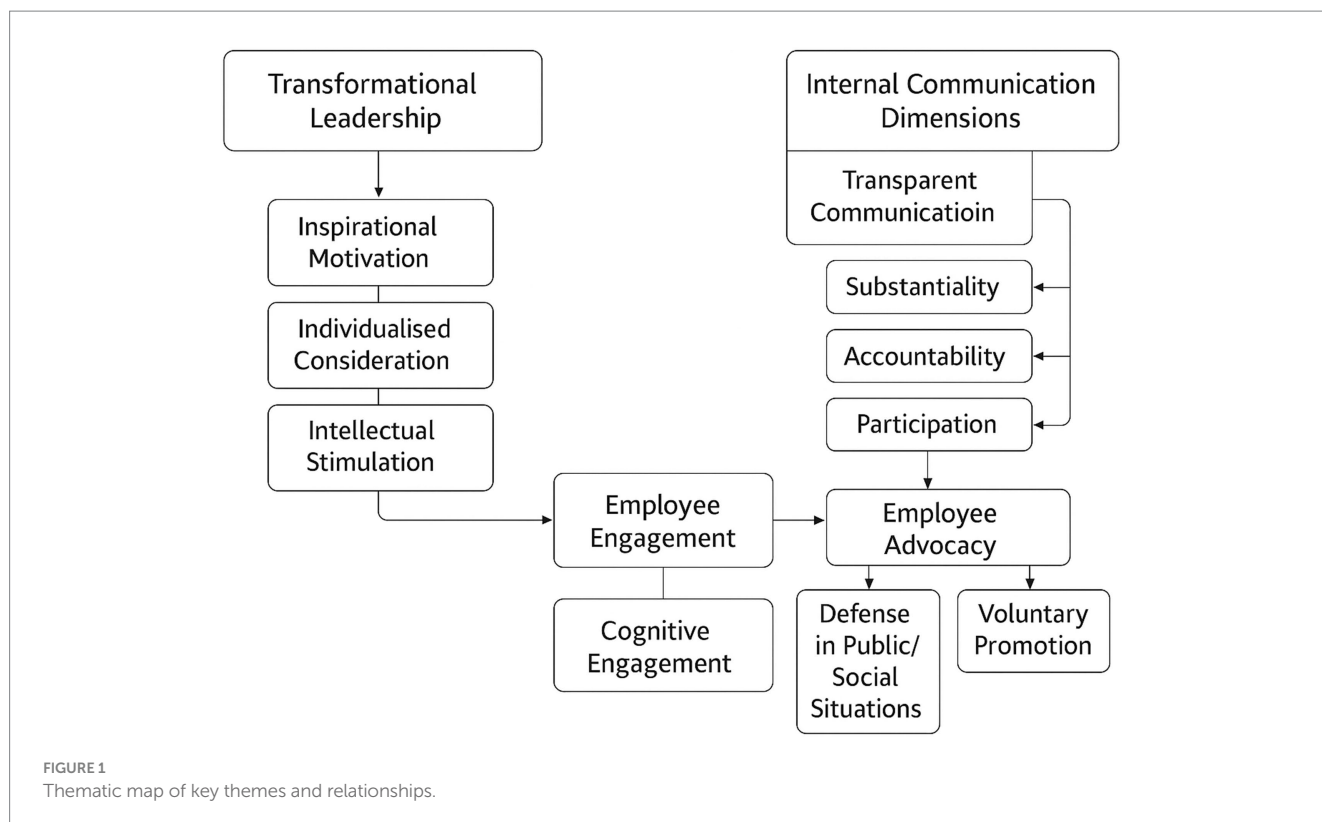 Transformational
Leadership
Inspirational
Motivation
Individualised
Consideration
Intellectual
Stimulation
Internal Communication
Dimensions
Transparent
Communicatioin
Substantiality
Accountability
Participation
Employee
Engagement
Cognitive
Engagement
Employee
Advocacy
Defense
in Public/
Social
Situations
Voluntary
Promotion
FIGURE 1
Thematic map of key themes and relationships.